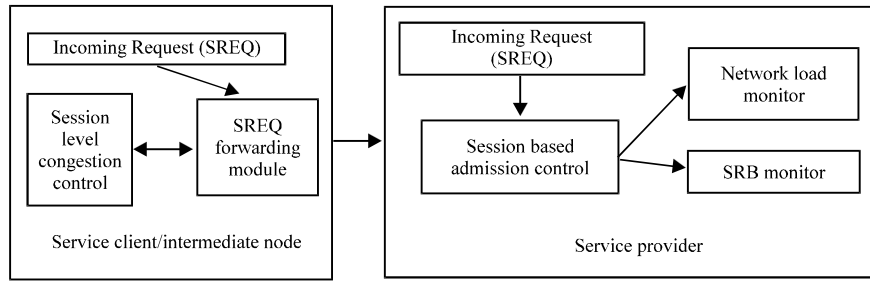 Incoming Request (SREQ)
Session
level
congestion
control
SREQ
forwarding
module
Service client/intermediate node
Incoming Request
(SREQ)
Session based
admission control
Network load
monitor
SRB monitor
Service provider